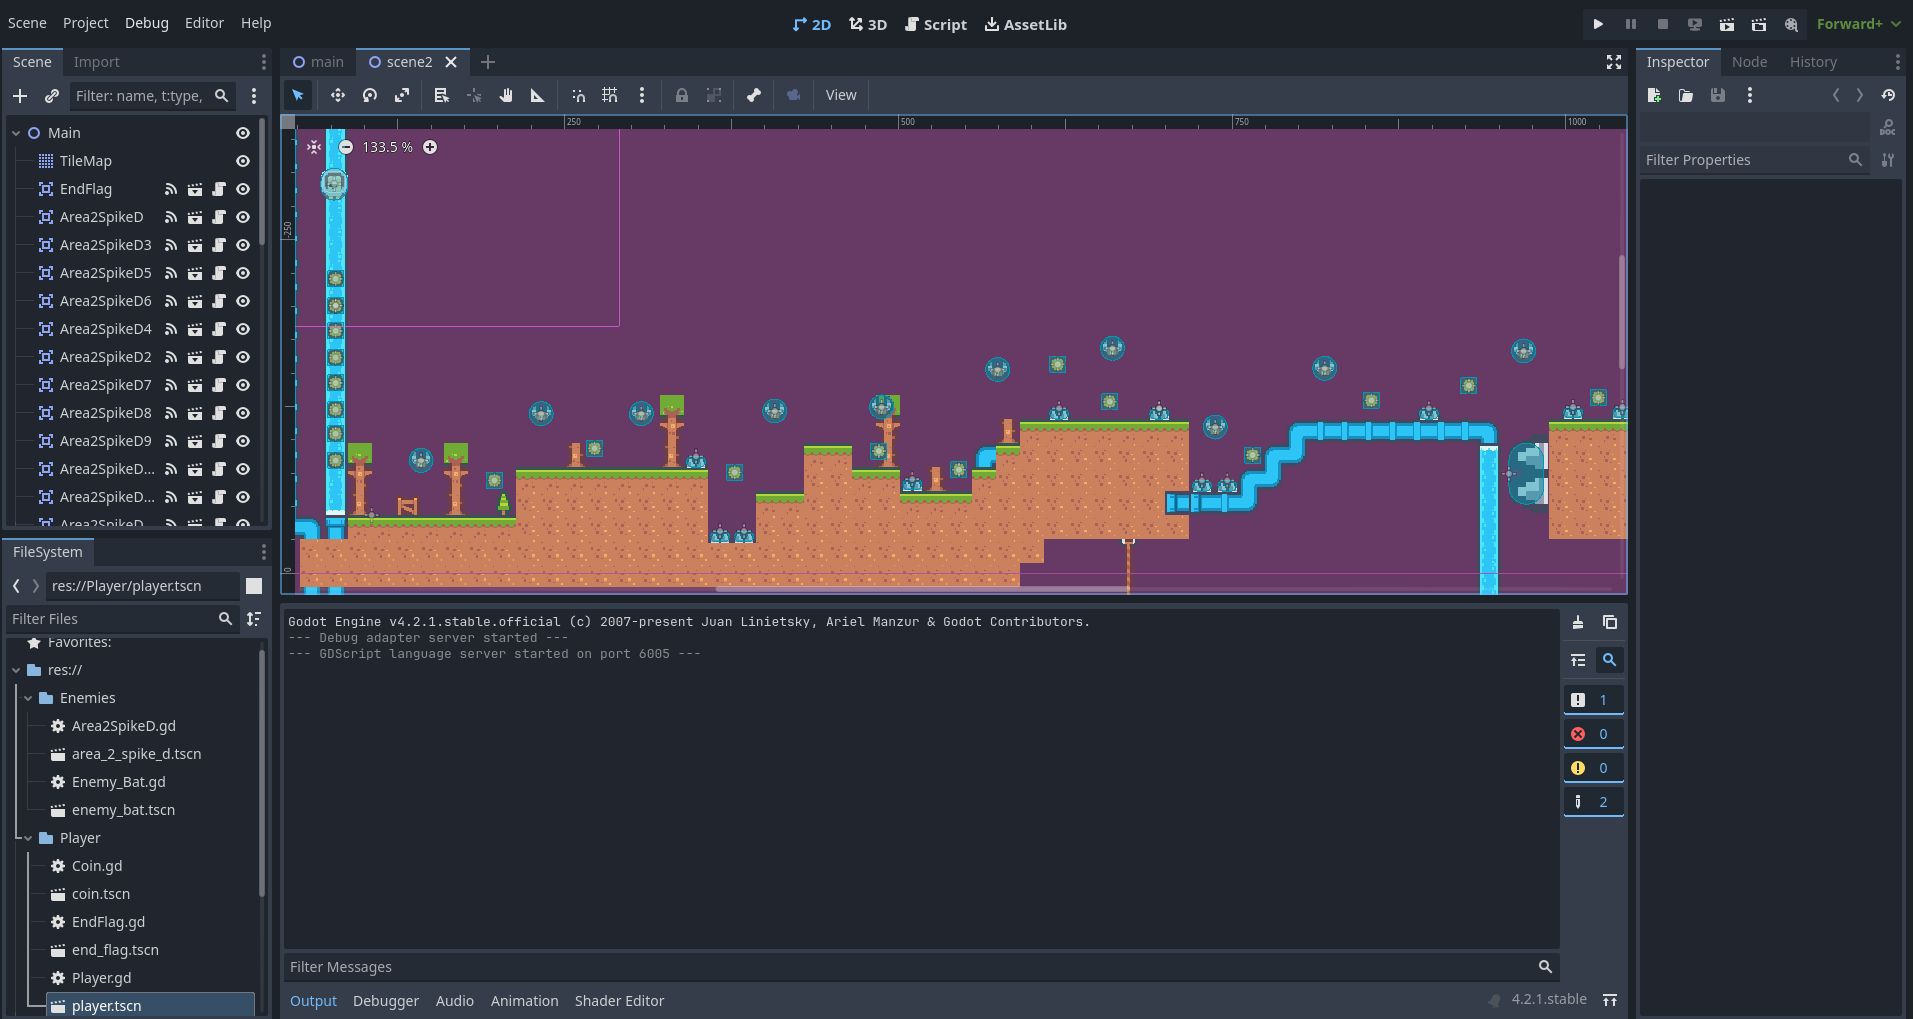 Scene Project Debug Editor Help
2D 3D Script AssetLib
Forward+
Scene Import
Filter: name, t:type,
Main
TileMap
EndFlag
Area2SpikeD
Area2SpikeD3
Area2SpikeD5
Area2SpikeD6
Area2SpikeD4
Area2SpikeD2
Area2SpikeD7
Area2SpikeD8
Area2SpikeD9
Area2SpikeD...
Area2SpikeD...
Area2SpikeD
FileSystem
res://Player/player.tscn
Filter Files
Favorites:
res://
Enemies
Area2SpikeD.gd
area_2_spike_d.tscn
Enemy_Bat.gd
enemy_bat.tscn
Player
Coin.gd
coin.tscn
EndFlag.gd
end_flag.tscn
Player.gd
player.tscn
main scene2
View
250 500 750 1000
133.5 %
-250
0
Godot Engine v4.2.1.stable.official (c) 2007-present Juan Linietsky, Ariel Manzur & Godot Contributors.
--- Debug adapter server started ---
--- GDScript language server started on port 6005 ---
1
0
0
2
Filter Messages
Output Debugger Audio Animation Shader Editor
4.2.1.stable
Inspector Node History
DOC
Filter Properties